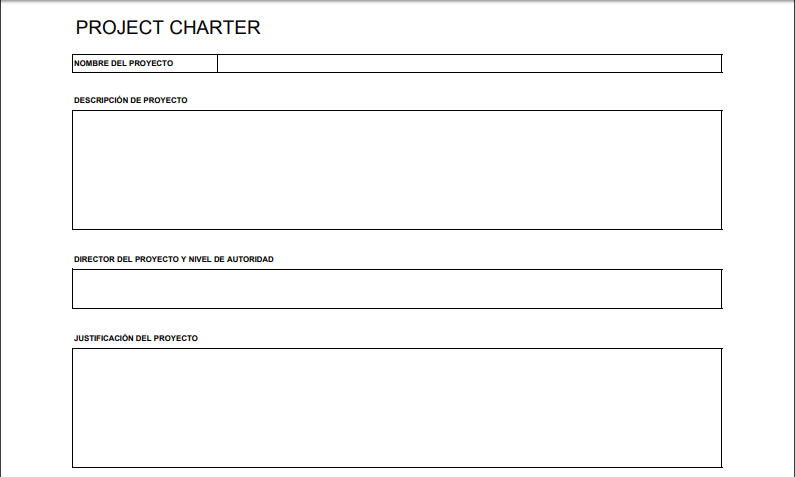 PROJECT CHARTER
NOMBRE DEL PROYECTO
DESCRIPCIÓN DE PROYECTO
DIRECTOR DEL PROYECTO Y NIVEL DE AUTORIDAD
JUSTIFICACIÓN DEL PROYECTO